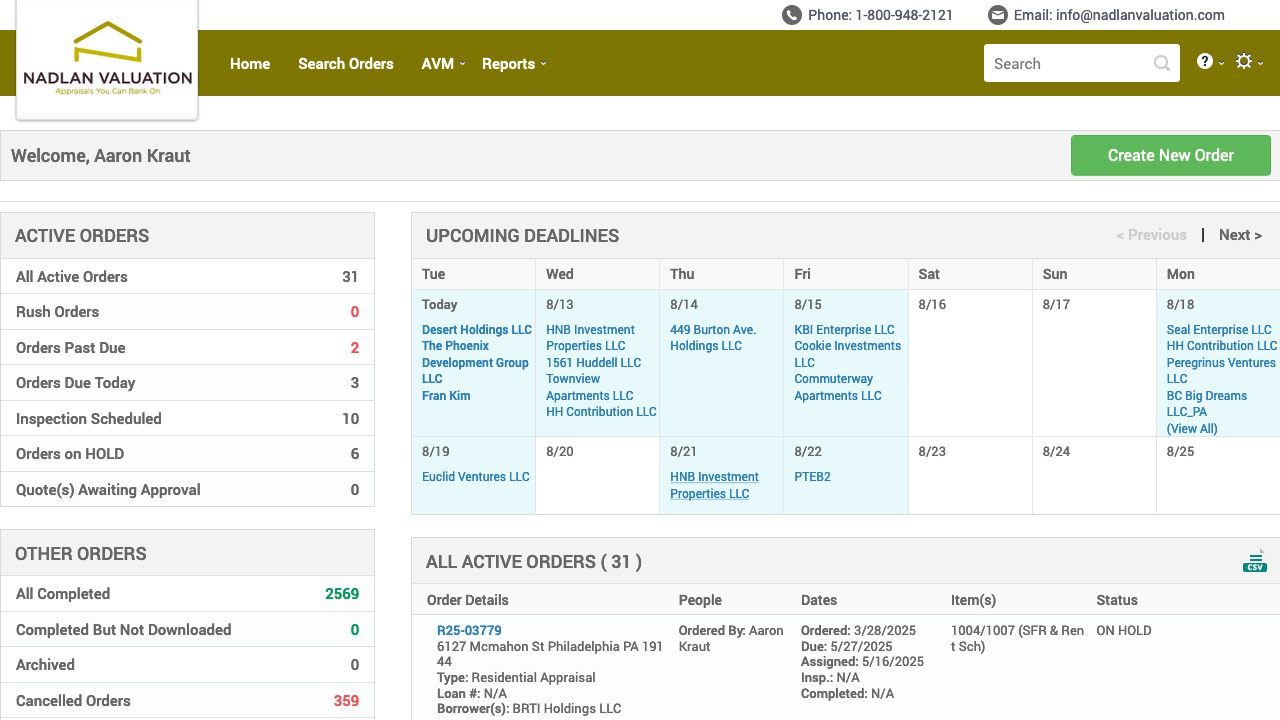 Phone: 1-800-948-2121
Email: info@nadlanvaluation.com
NADLAN VALUATION
Appraisals You Can Bank On
Home
Search Orders
AVM
Reports
Search
?
Welcome, Aaron Kraut
Create New Order
ACTIVE ORDERS
All Active Orders 31
Rush Orders 0
Orders Past Due 2
Orders Due Today 3
Inspection Scheduled 10
Orders on HOLD 6
Quote(s) Awaiting Approval 0
OTHER ORDERS
All Completed 2569
Completed But Not Downloaded 0
Archived 0
Cancelled Orders 359
UPCOMING DEADLINES
< Previous | Next >
Tue Wed Thu Fri Sat Sun Mon
Today
Desert Holdings LLC
The Phoenix
Development Group
LLC
Fran Kim
8/13
HNB Investment
Properties LLC
1561 Huddell LLC
Townview
Apartments LLC
HH Contribution LLC
8/14
449 Burton Ave.
Holdings LLC
8/15
KBI Enterprise LLC
Cookie Investments
LLC
Commuterway
Apartments LLC
8/16
8/17
8/18
Seal Enterprise LLC
HH Contribution LLC
Peregrinus Ventures
LLC
BC Big Dreams
LLC_PA
(View All)
8/19
Euclid Ventures LLC
8/20
8/21
HNB Investment
Properties LLC
8/22
PTEB2
8/23
8/24
8/25
ALL ACTIVE ORDERS ( 31 )
CSV
Order Details People Dates Item(s) Status
R25-03779
6127 Mcmahon St Philadelphia PA 191
44
Type: Residential Appraisal
Loan #: N/A
Borrower(s): BRTI Holdings LLC
Ordered By: Aaron
Kraut
Ordered: 3/28/2025
Due: 5/27/2025
Assigned: 5/16/2025
Insp.: N/A
Completed: N/A
1004/1007 (SFR & Ren
t Sch)
ON HOLD